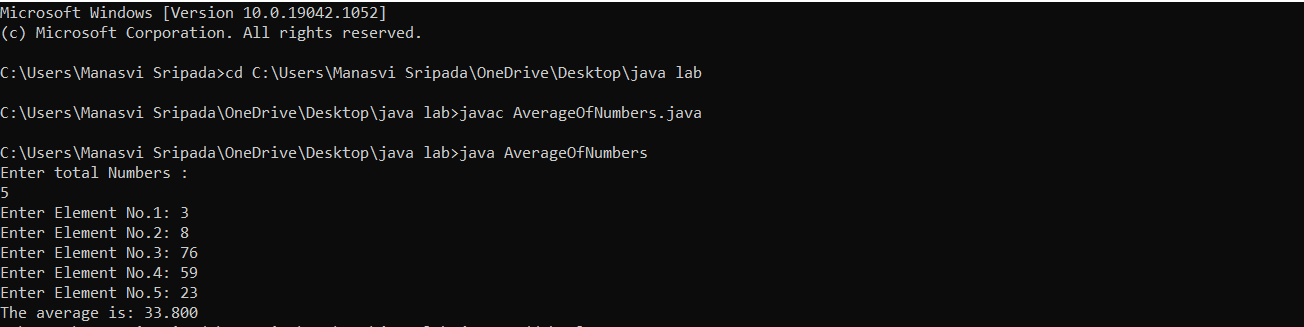 Microsoft Windows [Version 10.0.19042.1052]
(c) Microsoft Corporation. All rights reserved.
C:\Users\Manasvi Sripada>cd C:\Users\Manasvi Sripada\OneDrive\Desktop\java lab
C:\Users\Manasvi Sripada\OneDrive\Desktop\java lab>javac AverageOfNumbers.java
C:\Users\Manasvi Sripada\OneDrive\Desktop\java lab>java AverageOfNumbers
Enter total Numbers :
5
Enter Element No.1: 3
Enter Element No.2: 8
Enter Element No.3: 76
Enter Element No.4: 59
Enter Element No.5: 23
The average is: 33.800